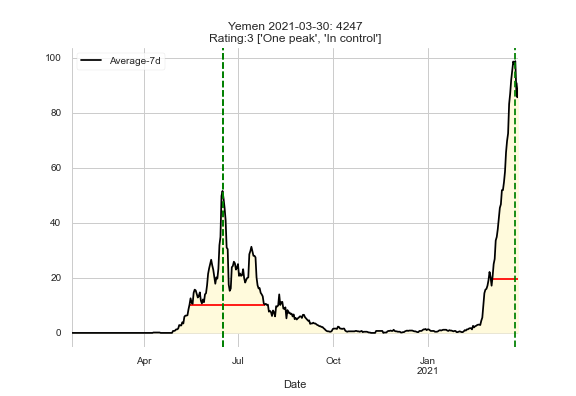 Yemen 2021-03-30: 4247
Rating:3 ['One peak', 'In control']
Average-7d
100
80
60
40
20
0
Apr
Jul
Oct
Jan
2021
Date